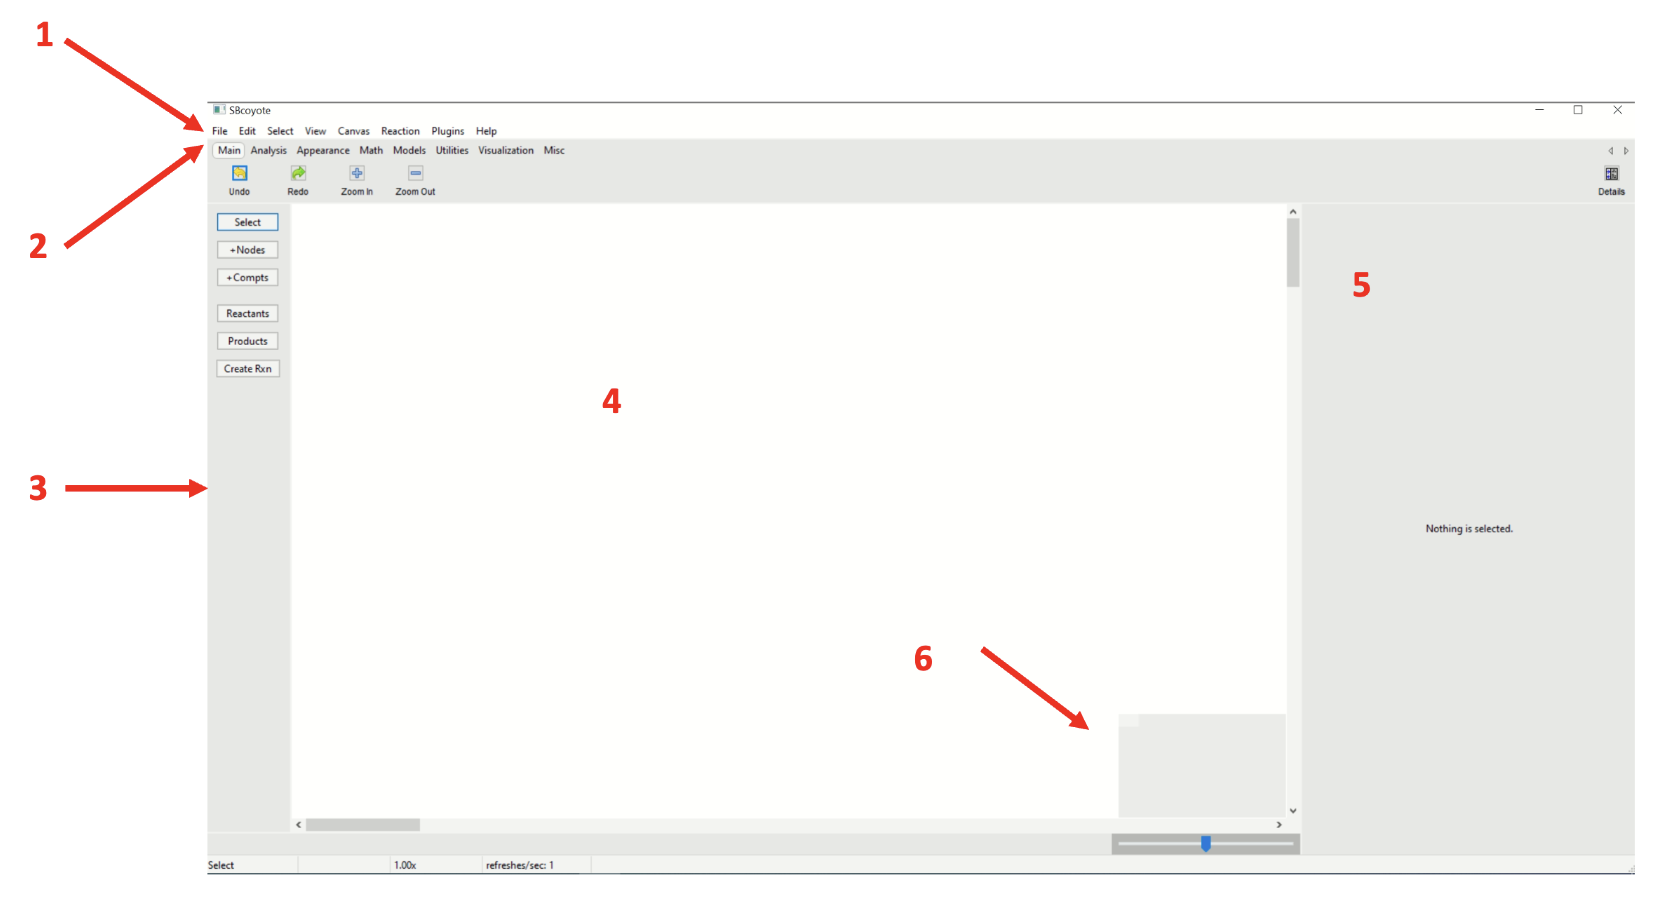 1
SBcoyote
File Edit Select View Canvas Reaction Plugins Help
Main Analysis Appearance Math Models Utilities Visualization Misc
Undo Redo Zoom In Zoom Out Details
2
Select
+Nodes
+Compts
Reactants
Products
Create Rxn
3
4
5
Nothing is selected.
6
Select 1.00x refreshes/sec: 1